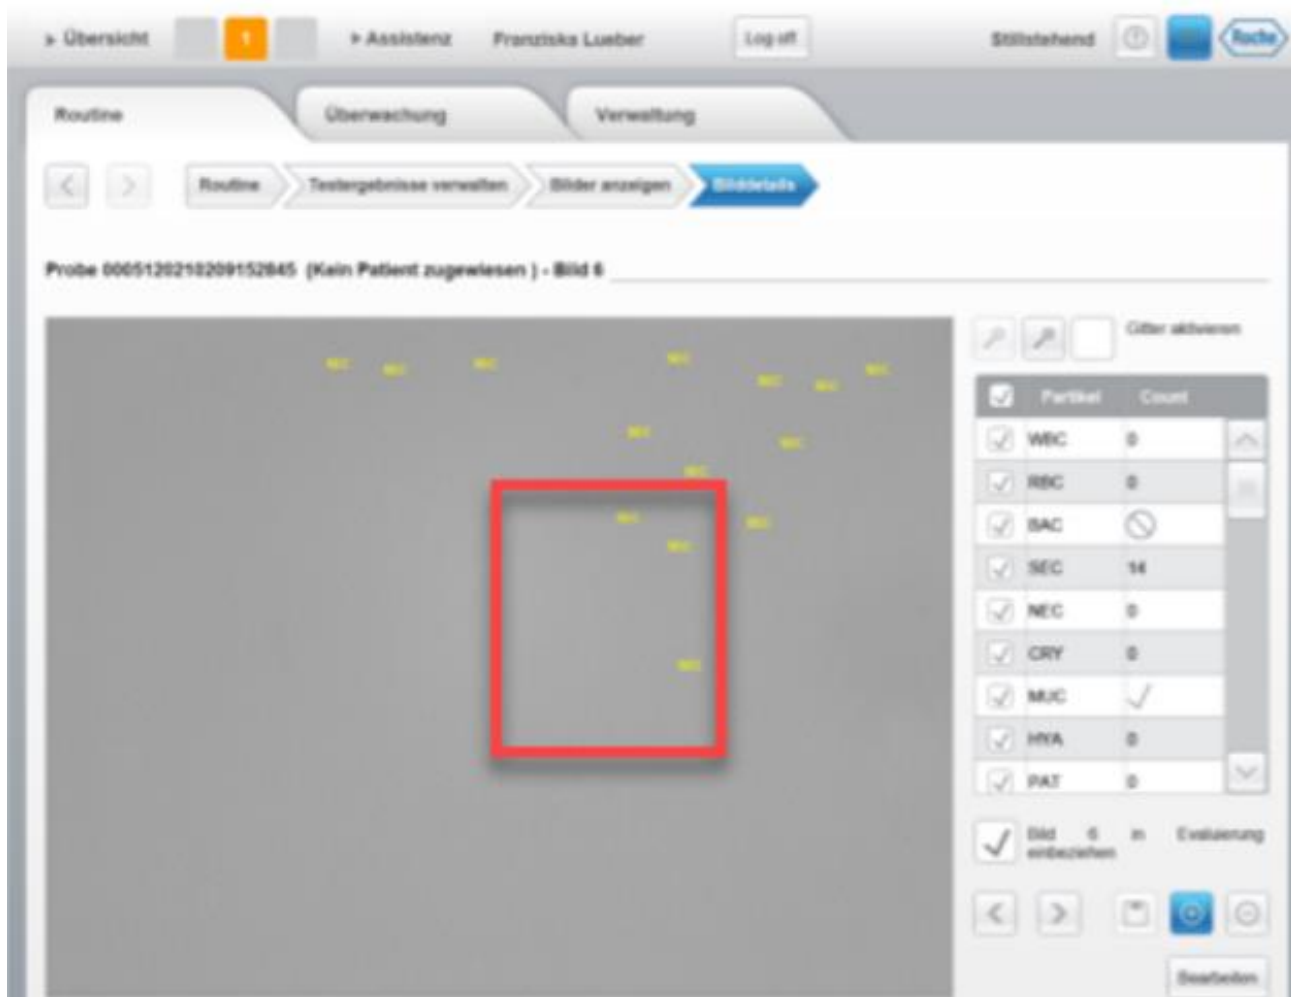 Übersicht 1 Assistenz Franziska Lueber Log off Stillstehend Roche
Routine Überwachung Verwaltung
Routine Testergebnisse verwalten Bilder anzeigen Bilddetails
Probe 0005120210209152845 (Kein Patient zugewiesen ) - Bild 6
Gitter aktivieren
Partikel Count
WBC 0
RBC 0
BAC
SEC 14
NEC 0
CRY 0
MUC
HYA 0
PAT 0
Bild 6 in Evaluierung
einbeziehen
Bearbeiten